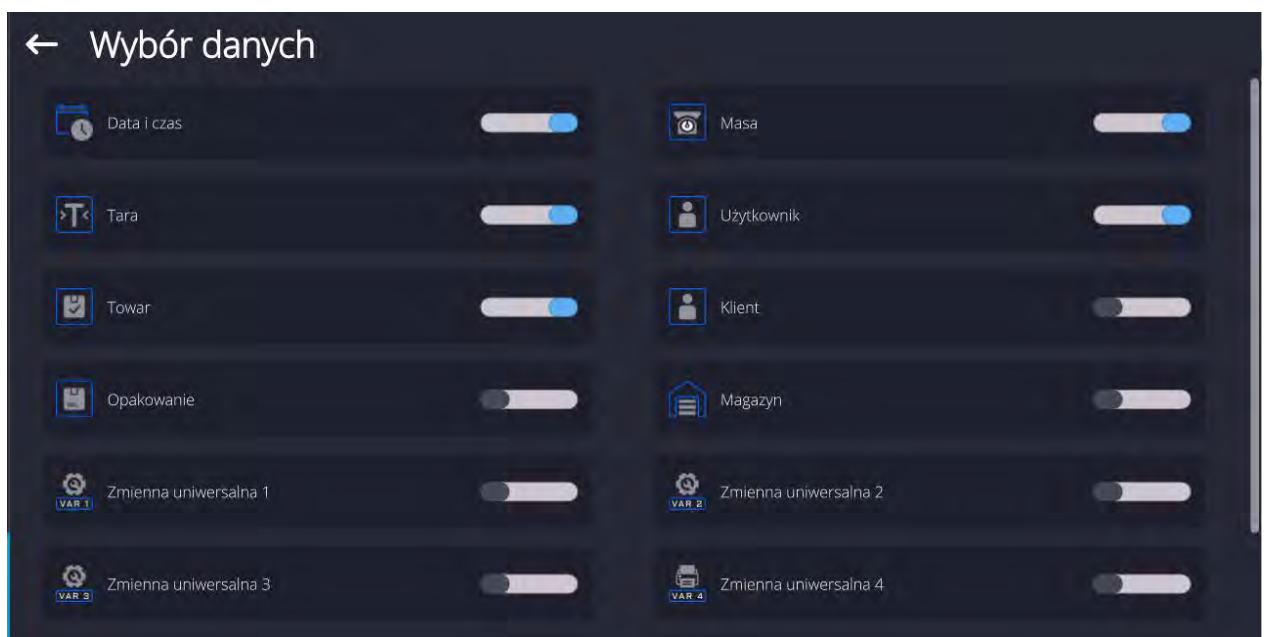 Wybór danych
Data i czas
Masa
>T<
Tara
Użytkownik
Towar
Klient
Opakowanie
Magazyn
VAR 1
Zmienna uniwersalna 1
VAR 2
Zmienna uniwersalna 2
VAR 3
Zmienna uniwersalna 3
VAR 4
Zmienna uniwersalna 4